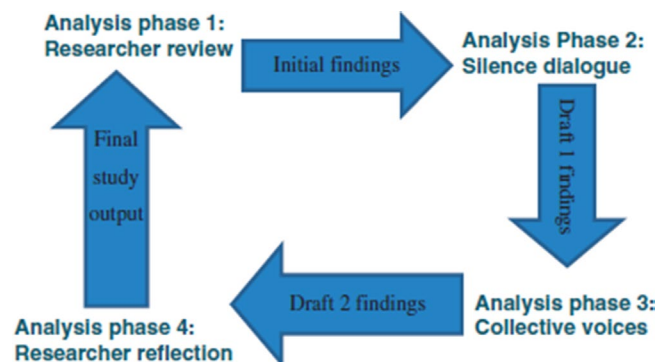 Analysis phase 1:
Researcher review
Initial findings
Analysis Phase 2:
Silence dialogue
Draft 1 findings
Analysis phase 3:
Collective voices
Draft 2 findings
Analysis phase 4:
Researcher reflection
Final
study
output